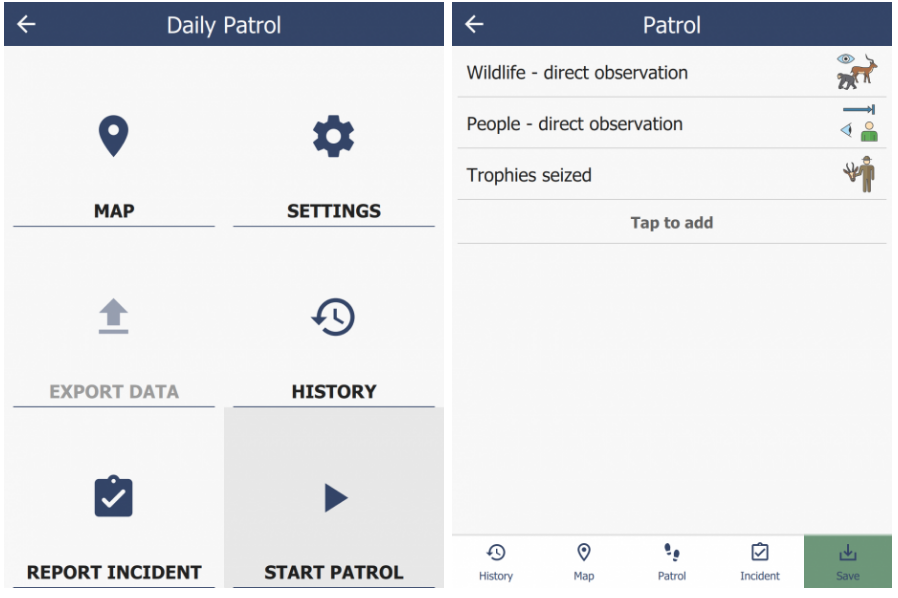 Daily Patrol
MAP
SETTINGS
EXPORT DATA
HISTORY
REPORT INCIDENT
START PATROL
Patrol
Wildlife - direct observation
People - direct observation
Trophies seized
Tap to add
History
Map
Patrol
Incident
Save